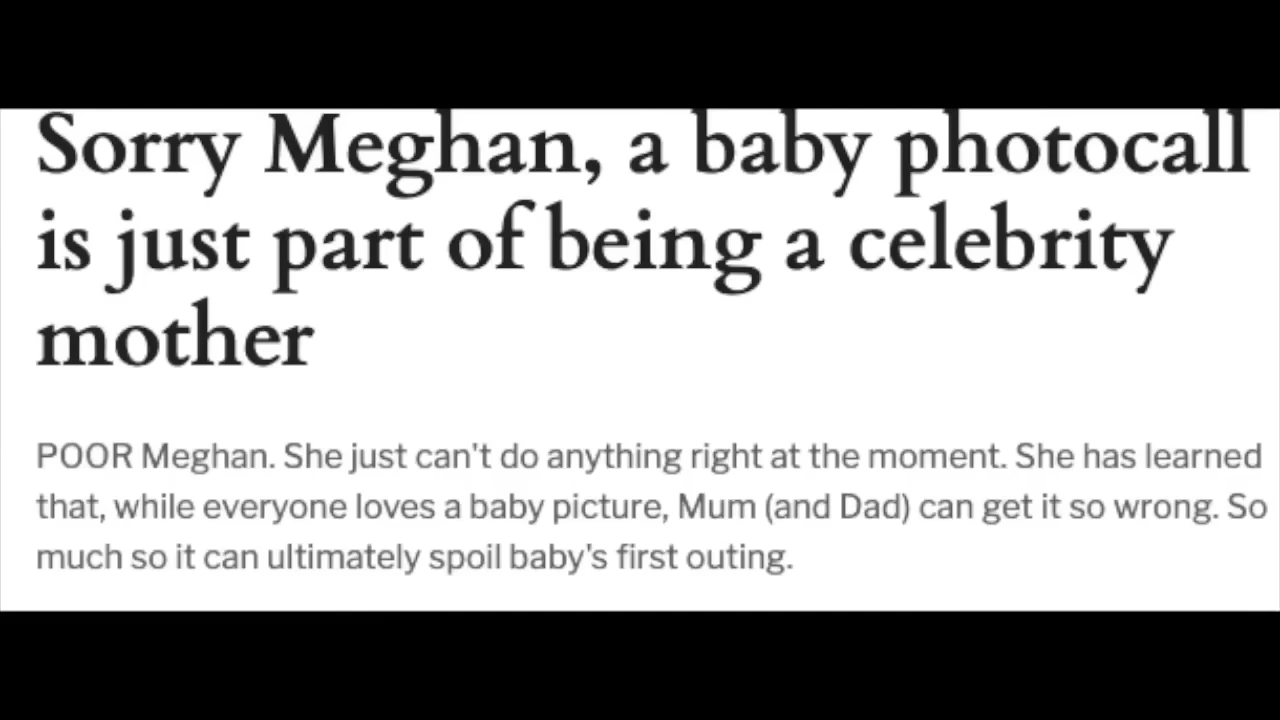 Sorry Meghan, a baby photocall
is just part of being a celebrity
mother
POOR Meghan. She just can't do anything right at the moment. She has learned
that, while everyone loves a baby picture, Mum (and Dad) can get it so wrong. So
much so it can ultimately spoil baby's first outing.